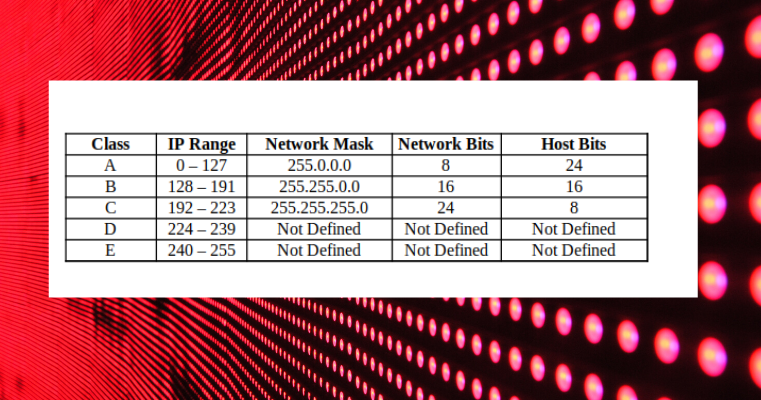 Class IP Range Network Mask Network Bits Host Bits
A 0 – 127 255.0.0.0 8 24
B 128 – 191 255.255.0.0 16 16
C 192 – 223 255.255.255.0 24 8
D 224 – 239 Not Defined Not Defined Not Defined
E 240 – 255 Not Defined Not Defined Not Defined